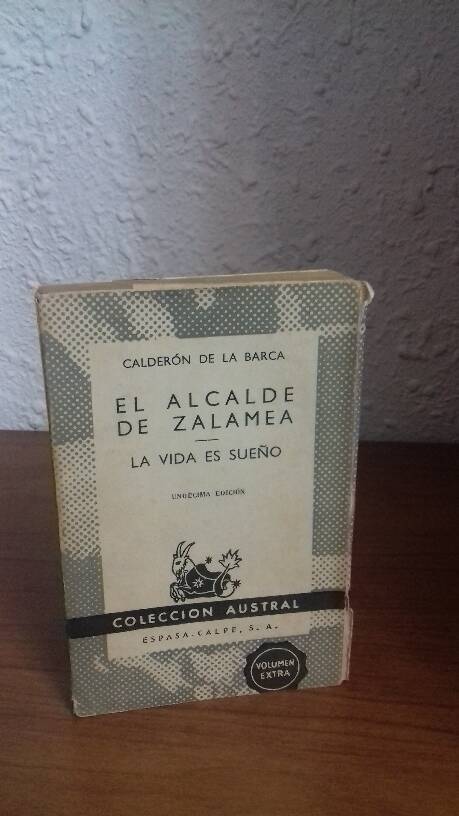 CALDERÓN DE LA BARCA
EL ALCALDE
DE ZALAMEA
LA VIDA ES SUEÑO
UNDÉCIMA EDICIÓN
COLECCION AUSTRAL
ESPASA-CALPE, S. A.
VOLUMEN
EXTRA